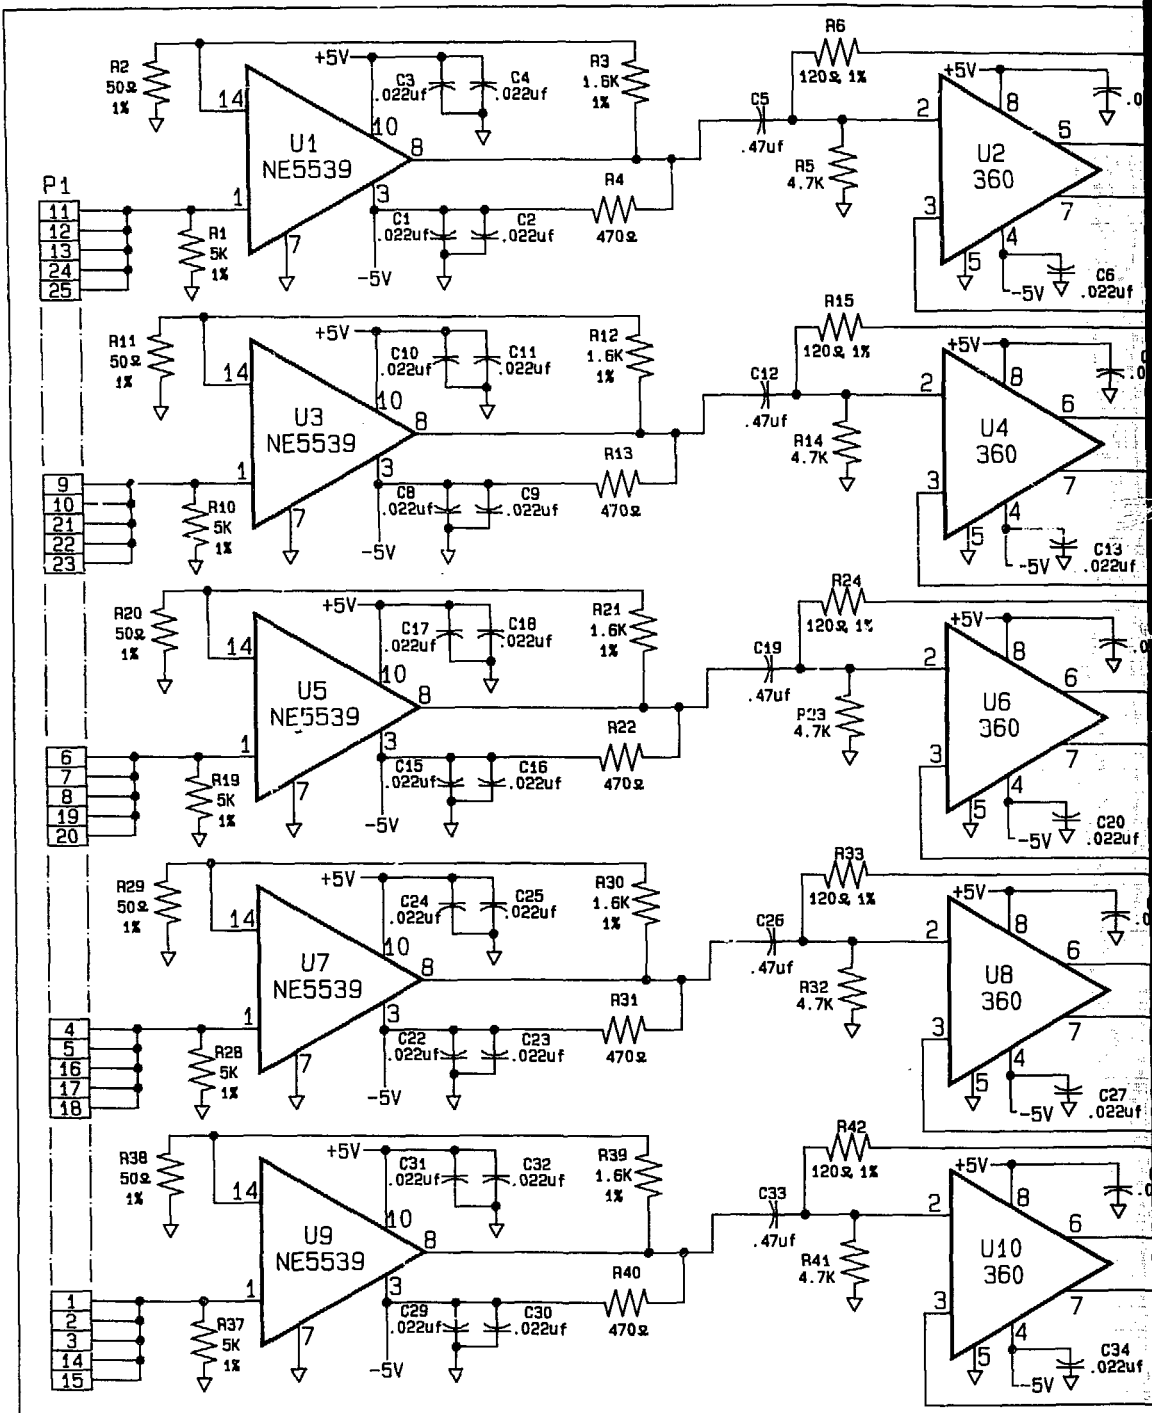 R6
+5V
R3
1.6K
1%
R2
50Ω
1%
C3
.022uf
C4
.022uf
120Ω 1%
+5V
8
14
10
C5
.47uf
2
6
U1
NE5539
8
R5
4.7K
U2
360
P1
11
12
13
24
25
1
3
R4
470Ω
3
7
R1
5K
1%
7
C1
.022uf
C2
.022uf
4
5
-5V
-5V
C6
.022uf
R15
120Ω 1%
R11
50Ω
1%
+5V
C10
.022uf
C11
.022uf
R12
1.6K
1%
+5V
8
14
10
C12
.47uf
2
6
U3
NE5539
8
R14
4.7K
U4
360
9
10
21
22
23
1
3
R13
470Ω
3
7
R10
5K
1%
7
C8
.022uf
C9
.022uf
4
5
-5V
-5V
C13
.022uf
R24
120Ω 1%
R20
50Ω
1%
+5V
C17
.022uf
C18
.022uf
R21
1.6K
1%
+5V
8
14
10
C19
.47uf
2
6
U5
NE5539
8
R23
4.7K
U6
360
6
7
8
19
20
1
3
R22
470Ω
3
7
R19
5K
1%
7
C15
.022uf
C16
.022uf
4
5
-5V
-5V
C20
.022uf
R33
120Ω 1%
R29
50Ω
1%
+5V
C24
.022uf
C25
.022uf
R30
1.6K
1%
+5V
8
14
10
C26
.47uf
2
6
U7
NE5539
8
R32
4.7K
U8
360
4
5
16
17
18
1
3
R31
470Ω
3
7
R28
5K
1%
7
C22
.022uf
C23
.022uf
4
5
-5V
-5V
C27
.022uf
R42
120Ω 1%
R38
50Ω
1%
+5V
C31
.022uf
C32
.022uf
R39
1.6K
1%
+5V
8
14
10
C33
.47uf
2
6
U9
NE5539
8
R41
4.7K
U10
360
1
2
3
14
15
1
3
R40
470Ω
3
7
R37
5K
1%
7
C29
.022uf
C30
.022uf
4
5
-5V
-5V
C34
.022uf